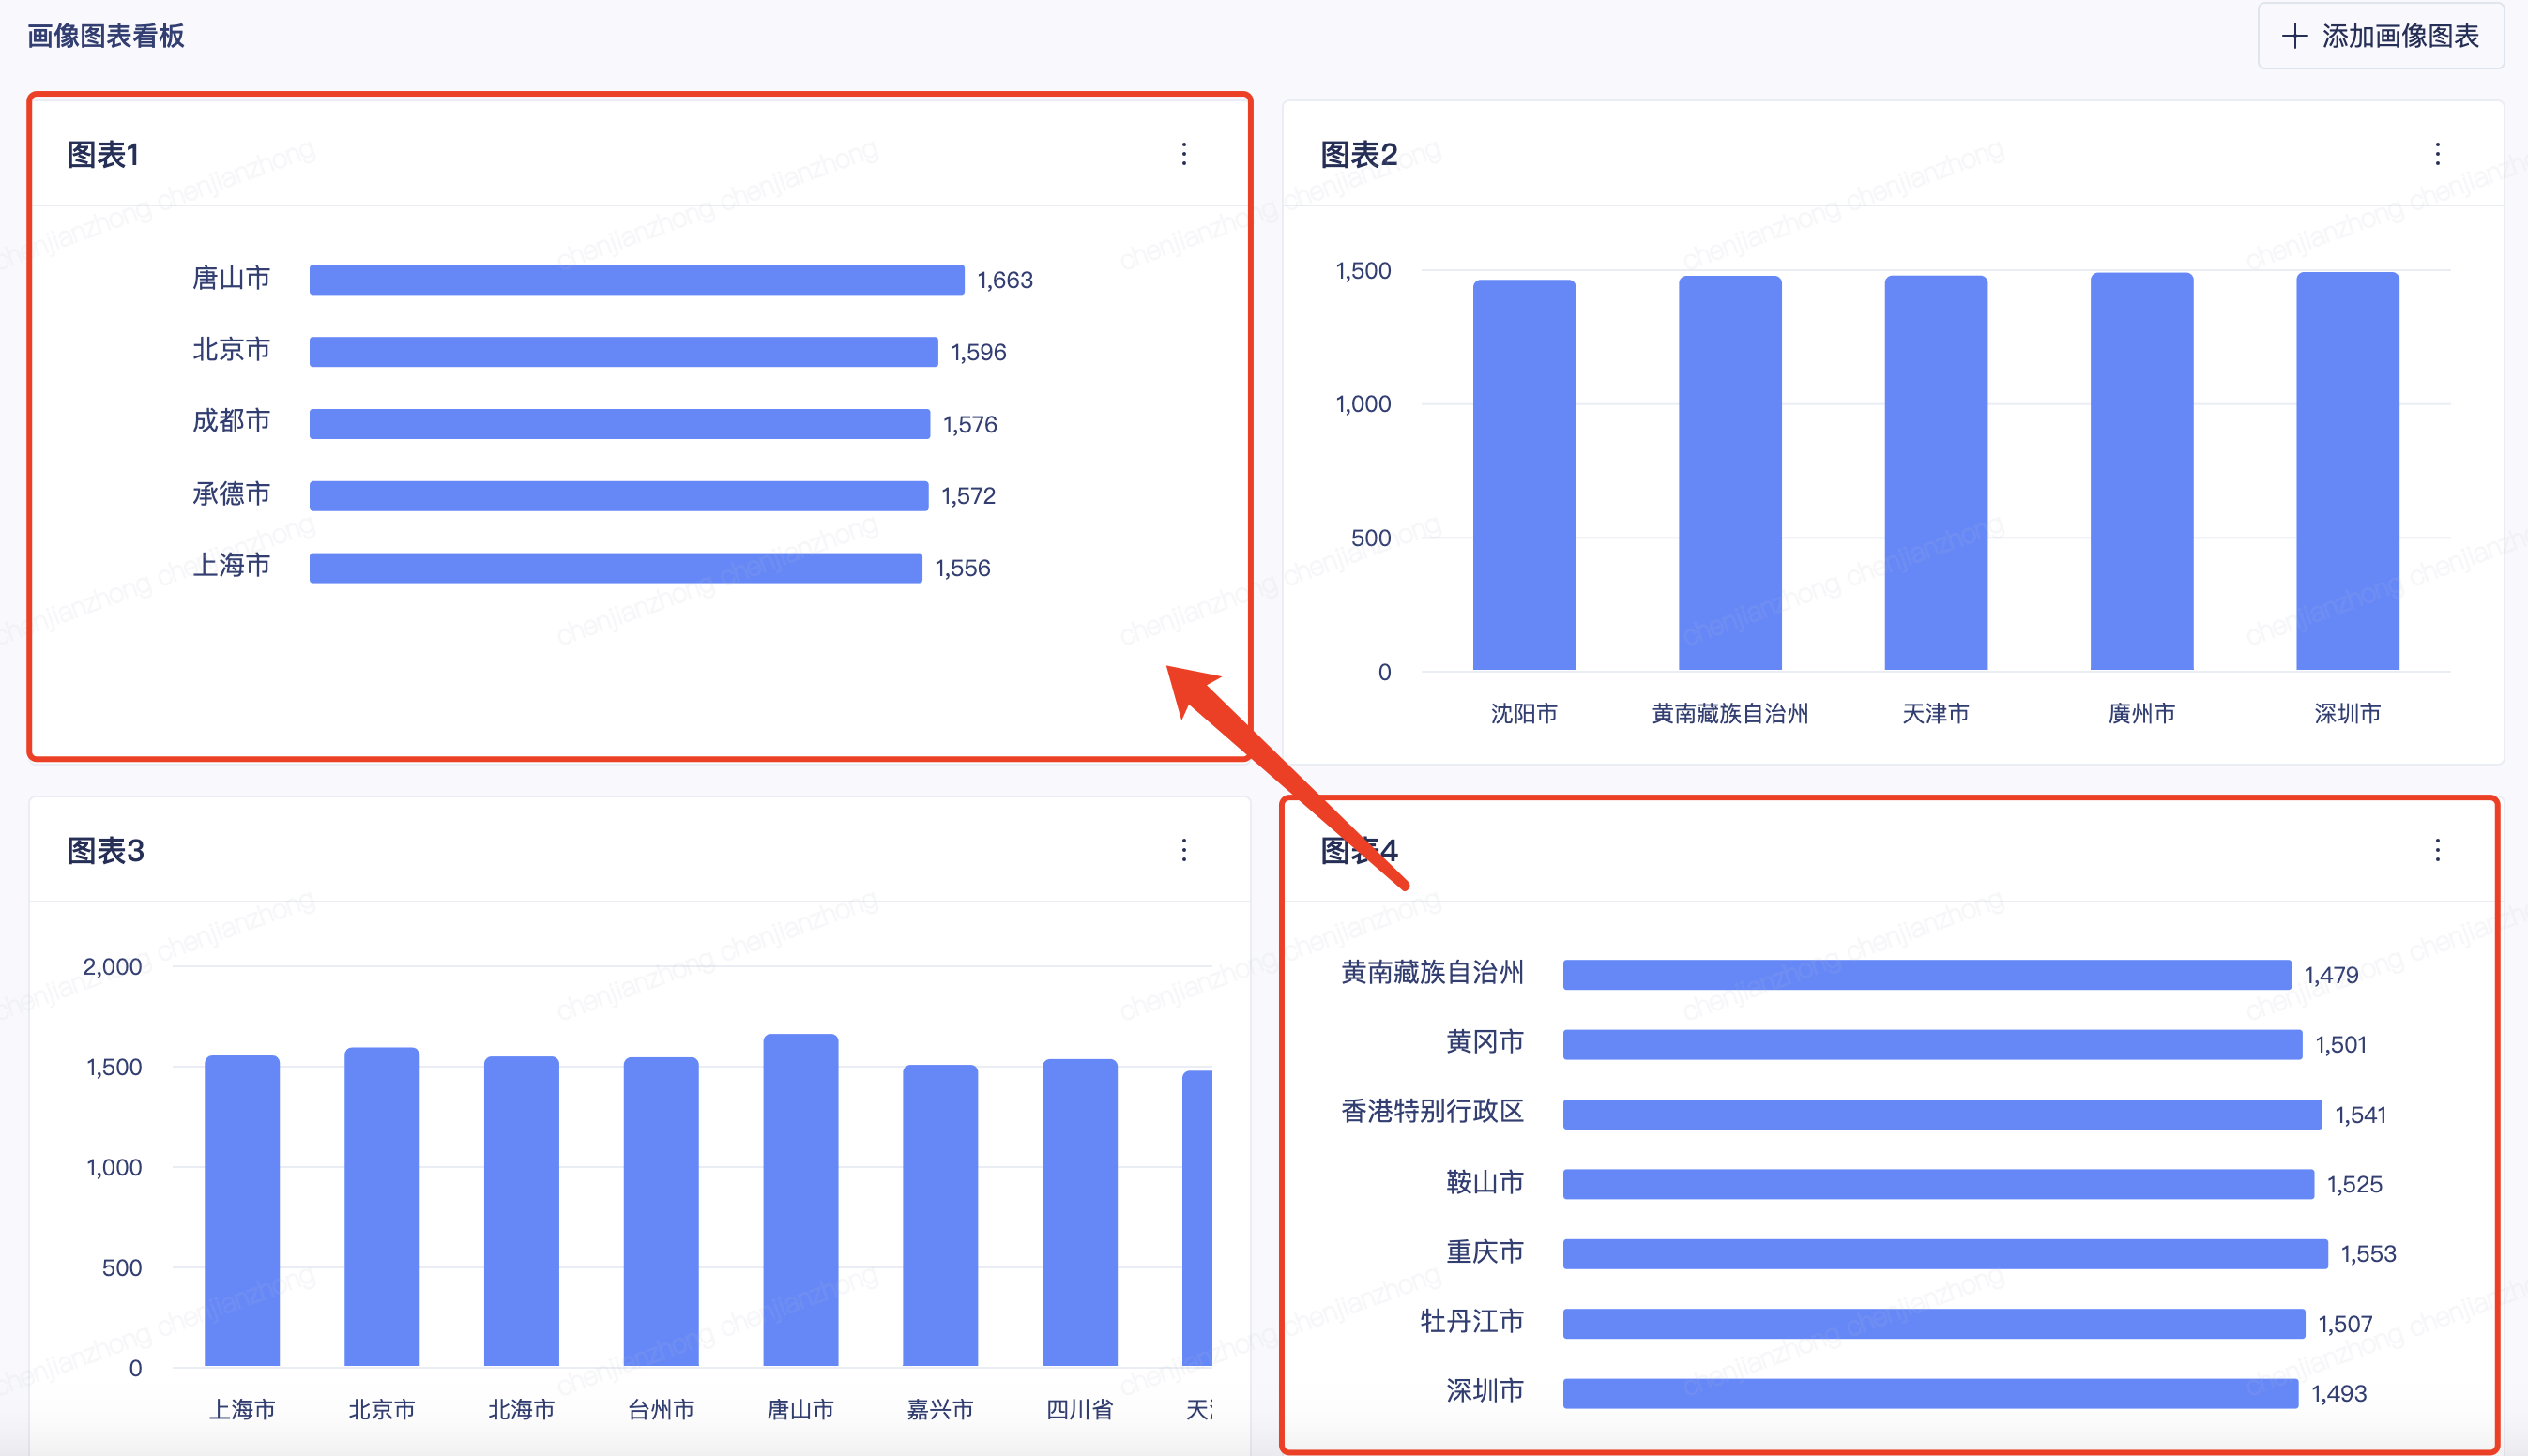 画像图表看板
添加画像图表
图表1
唐山市 1,663
北京市 1,596
成都市 1,576
承德市 1,572
上海市 1,556
图表2
1,500
1,000
500
0
沈阳市 黄南藏族自治州 天津市 廣州市 深圳市
图表3
2,000
1,500
1,000
500
0
上海市 北京市 北海市 台州市 唐山市 嘉兴市 四川省 天
图表4
黄南藏族自治州 1,479
黄冈市 1,501
香港特别行政区 1,541
鞍山市 1,525
重庆市 1,553
牡丹江市 1,507
深圳市 1,493
chenjianzhong chenjianzhong